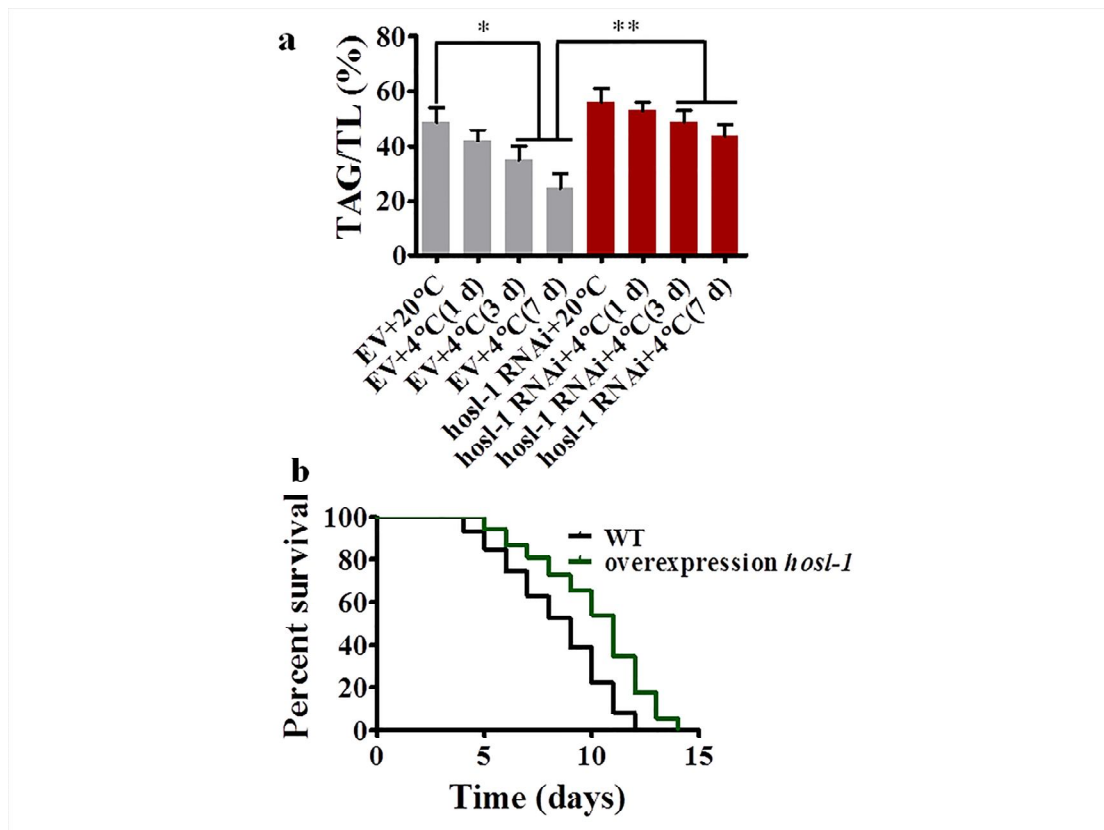 a
* **
TAG/TL (%)
80
60
40
20
0
EV+20°C
EV+4°C(1 d)
EV+4°C(3 d)
EV+4°C(7 d)
hosl-1 RNAi+20°C
hosl-1 RNAi+4°C(1 d)
hosl-1 RNAi+4°C(3 d)
hosl-1 RNAi+4°C(7 d)
b
Percent survival
100
80
60
40
20
0
WT
overexpression hosl-1
0 5 10 15
Time (days)